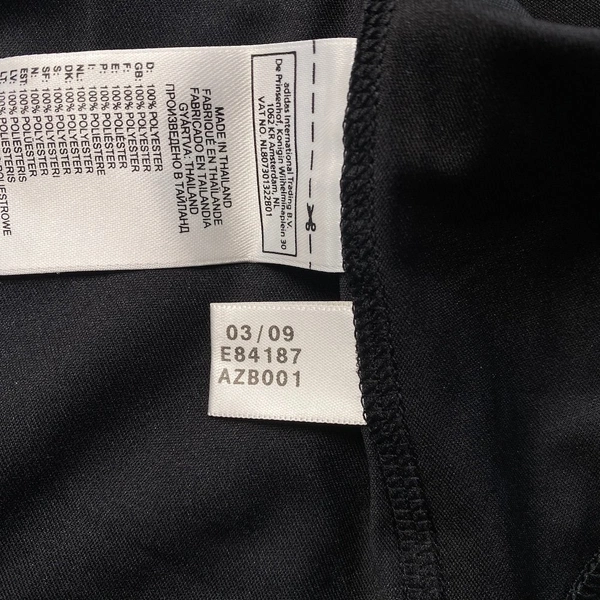 adidas International Trading B.V.
De Prinsenhof, Koningin Wilhelminaplein 30
1062 KR Amsterdam, NL
VAT NO NL807301322B01
MADE IN THAILAND
FABRIQUÉ EN THAÏLANDE
FABRICADO EN TAILANDIA
GYÁRTVA: THAILAND
ПРОИЗВЕДЕНО В ТАЙЛАНД
D: 100% POLYESTER
GB: 100% POLYESTER
F: 100% POLYESTER
E: 100% POLIÉSTER
P: 100% POLIÉSTER
I: 100% POLIESTERE
NL: 100% POLYESTER
DK: 100% POLYESTER
S: 100% POLYESTER
SF: 100% POLYESTERI
N: 100% POLYESTER
EST: 100% POLÜESTER
LV: 100% POLIESTERIS
LT: 100% POLIESTERIS
POLIESTROWE
03/09
E84187
AZB001